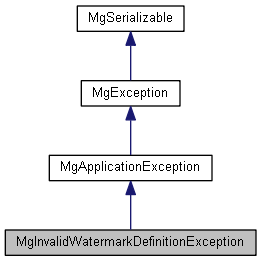 MgSerializable
MgException
MgApplicationException
MgInvalidWatermarkDefinitionException